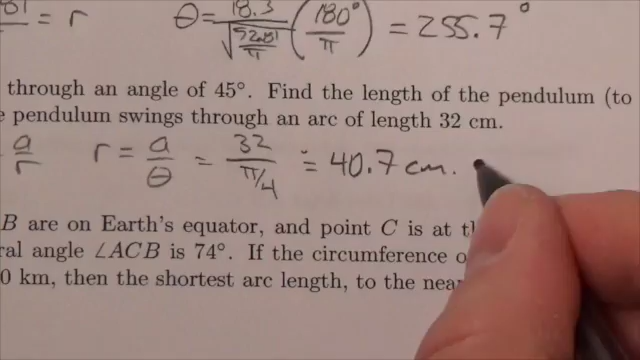 = r θ = 18.3 / √(92.81/π) (180°/π) = 255.7°
through an angle of 45°. Find the length of the pendulum (to
pendulum swings through an arc of length 32 cm.
a/r r = a/θ = 32/(π/4) ≐ 40.7 cm.
B are on Earth's equator, and point C is at
angle ∠ACB is 74°. If the circumference
0 km, then the shortest arc length, to the